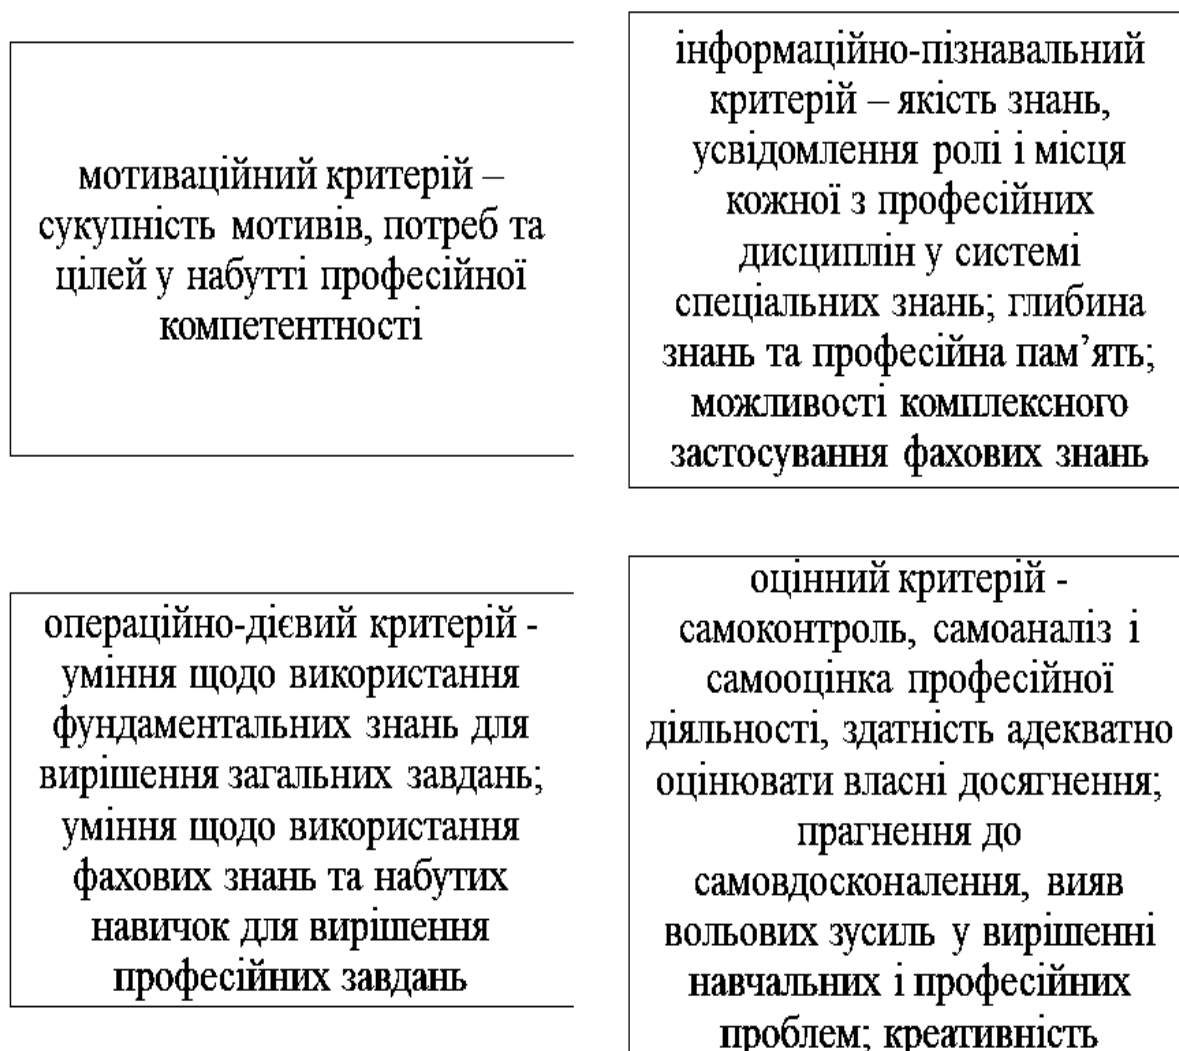 мотиваційний критерій –
сукупність мотивів, потреб та
цілей у набутті професійної
компетентності
інформаційно-пізнавальний
критерій – якість знань,
усвідомлення ролі і місця
кожної з професійних
дисциплін у системі
спеціальних знань; глибина
знань та професійна пам’ять;
можливості комплексного
застосування фахових знань
операційно-дієвий критерій -
уміння щодо використання
фундаментальних знань для
вирішення загальних завдань;
уміння щодо використання
фахових знань та набутих
навичок для вирішення
професійних завдань
оцінний критерій -
самоконтроль, самоаналіз і
самооцінка професійної
діяльності, здатність адекватно
оцінювати власні досягнення;
прагнення до
самовдосконалення, вияв
вольових зусиль у вирішенні
навчальних і професійних
проблем; креативність